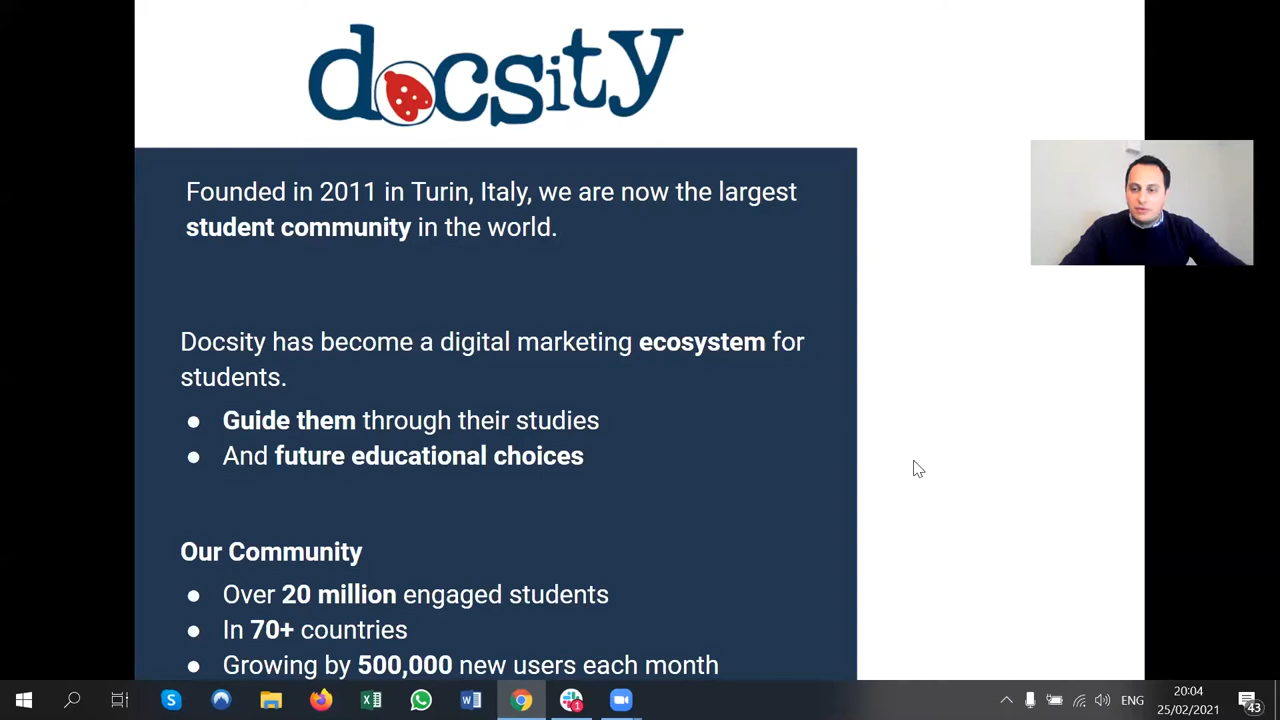 docsity
Founded in 2011 in Turin, Italy, we are now the largest
student community in the world.
Docsity has become a digital marketing ecosystem for
students.
● Guide them through their studies
● And future educational choices
Our Community
● Over 20 million engaged students
● In 70+ countries
● Growing by 500,000 new users each month
ENG
20:04
25/02/2021
43
1